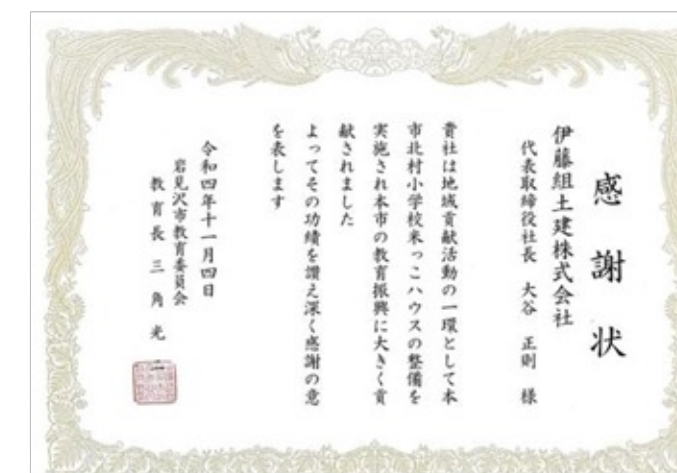 感謝状
伊藤組土建株式会社
代表取締役社長 大谷 正則 様
貴社は地域貢献活動の一環として本
市北村小学校米っこハウスの整備を
実施され本市の教育振興に大きく貢
献されました
よってその功績を讃え深く感謝の意
を表します
令和四年十一月四日
岩見沢市教育委員会
教育長 三角光二